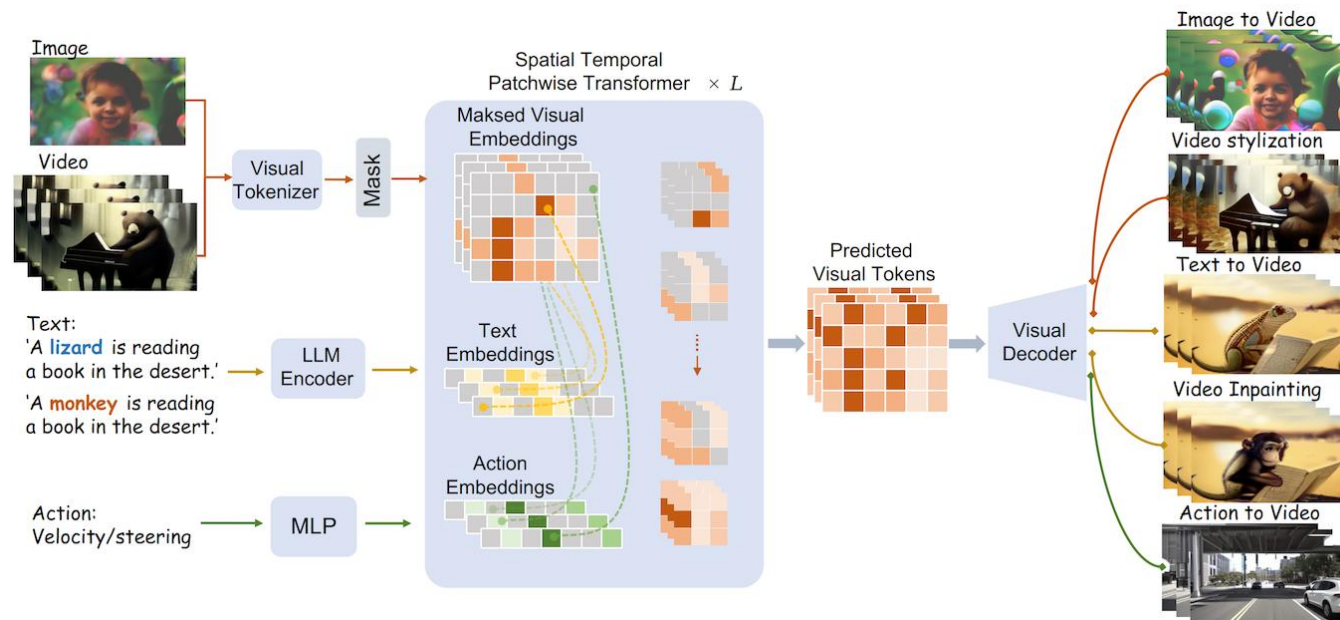 Image
Video
Visual
Tokenizer
Mask
Text:
'A lizard is reading
a book in the desert.'
'A monkey is reading
a book in the desert.'
LLM
Encoder
Action:
Velocity/steering
MLP
Spatial Temporal
Patchwise Transformer × L
Maksed Visual
Embeddings
Text
Embeddings
Action
Embeddings
Predicted
Visual Tokens
Visual
Decoder
Image to Video
Video stylization
Text to Video
Video Inpainting
Action to Video